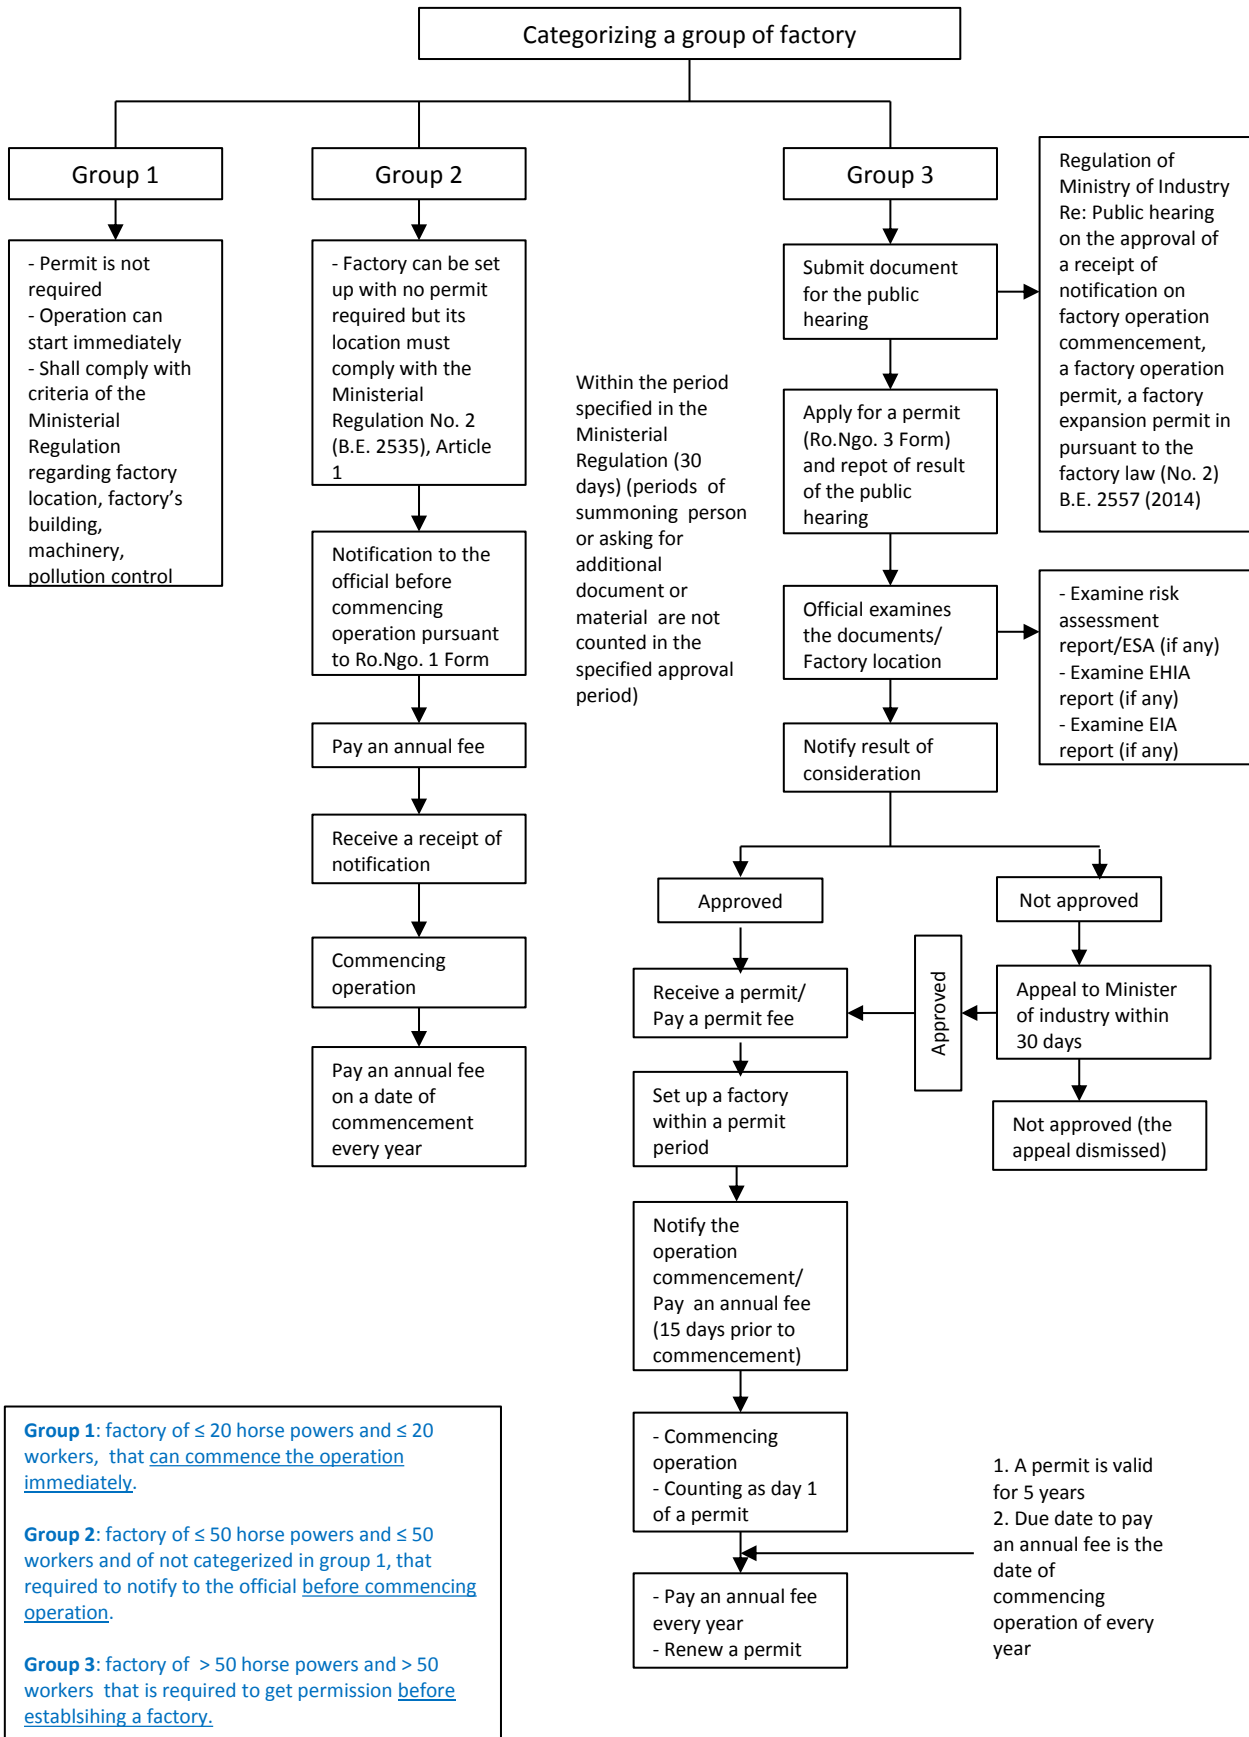 Categorizing a group of factory
Group 1
- Permit is not
required
- Operation can
start immediately
- Shall comply with
criteria of the
Ministerial
Regulation
regarding factory
location, factory’s
building,
machinery,
pollution control
Group 2
- Factory can be set
up with no permit
required but its
location must
comply with the
Ministerial
Regulation No. 2
(B.E. 2535), Article
1
Notification to the
official before
commencing
operation pursuant
to Ro.Ngo. 1 Form
Pay an annual fee
Receive a receipt of
notification
Commencing
operation
Pay an annual fee
on a date of
commencement
every year
Group 3
Submit document
for the public
hearing
Regulation of
Ministry of Industry
Re: Public hearing
on the approval of
a receipt of
notification on
factory operation
commencement,
a factory operation
permit, a factory
expansion permit in
pursuant to the
factory law (No. 2)
B.E. 2557 (2014)
Within the period
specified in the
Ministerial
Regulation (30
days) (periods of
summoning person
or asking for
additional
document or
material are not
counted in the
specified approval
period)
Apply for a permit
(Ro.Ngo. 3 Form)
and repot of result
of the public
hearing
Official examines
the documents/
Factory location
- Examine risk
assessment
report/ESA (if any)
- Examine EHIA
report (if any)
- Examine EIA
report (if any)
Notify result of
consideration
Approved
Not approved
Receive a permit/
Pay a permit fee
Approved
Appeal to Minister
of industry within
30 days
Not approved (the
appeal dismissed)
Set up a factory
within a permit
period
Notify the
operation
commencement/
Pay an annual fee
(15 days prior to
commencement)
- Commencing
operation
- Counting as day 1
of a permit
1. A permit is valid
for 5 years
2. Due date to pay
an annual fee is the
date of
commencing
operation of every
year
- Pay an annual fee
every year
- Renew a permit
Group 1: factory of ≤ 20 horse powers and ≤ 20
workers, that can commence the operation
immediately.
Group 2: factory of ≤ 50 horse powers and ≤ 50
workers and of not categerized in group 1, that
required to notify to the official before commencing
operation.
Group 3: factory of > 50 horse powers and > 50
workers that is required to get permission before
establsihing a factory.